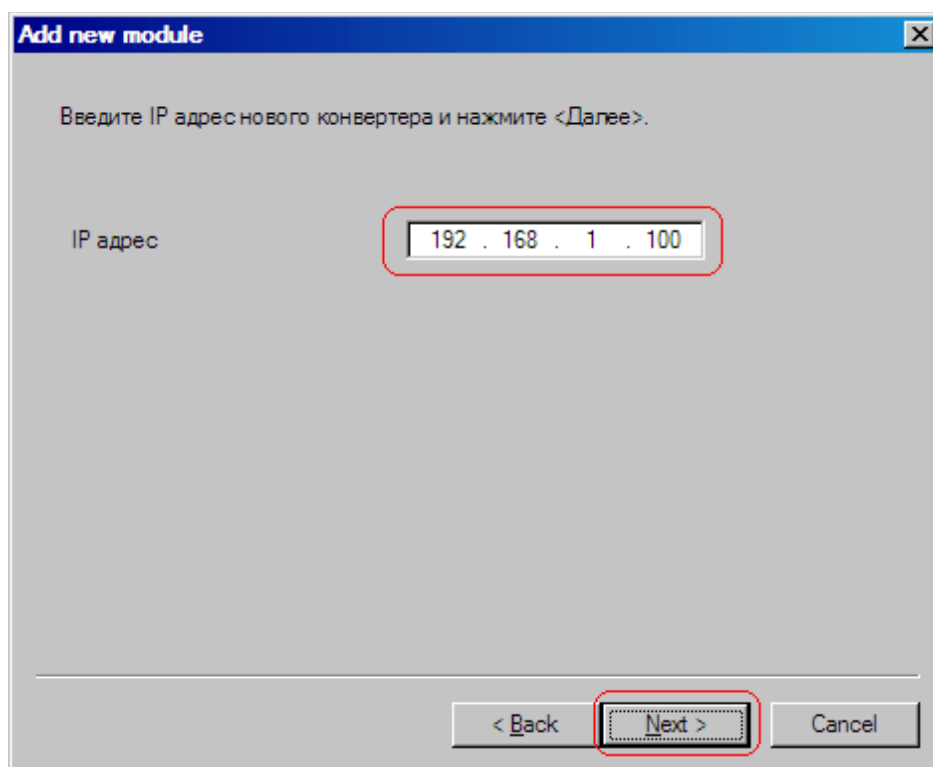 Add new module
Введите IP адрес нового конвертера и нажмите <Далее>.
IP адрес 192 . 168 . 1 . 100
< Back Next > Cancel